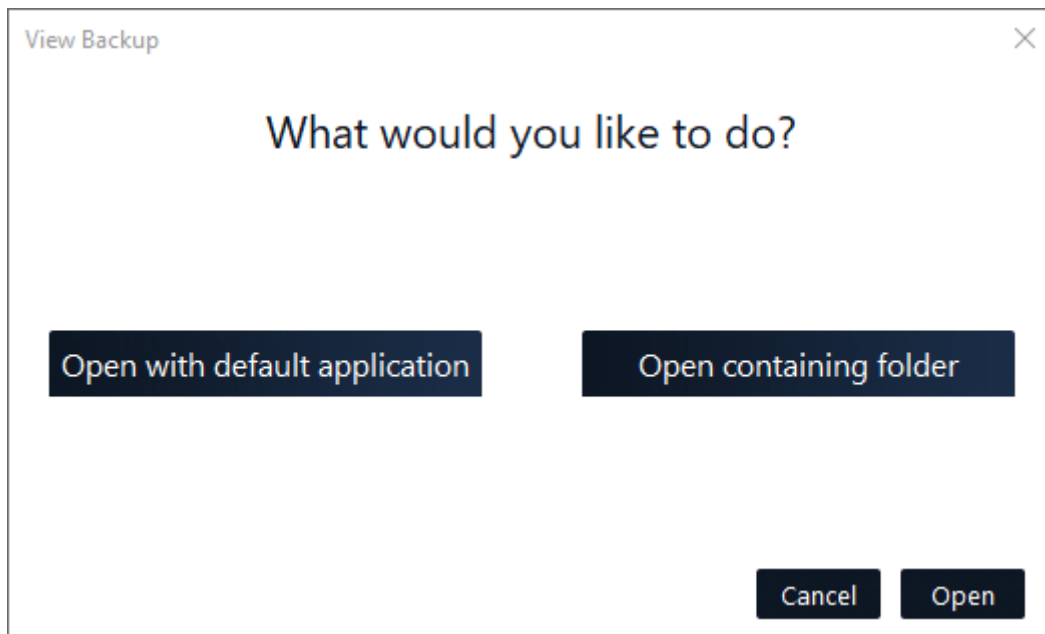 View Backup
What would you like to do?
Open with default application
Open containing folder
Cancel
Open